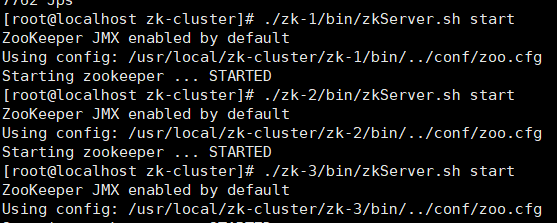 7762 Jps
[root@localhost zk-cluster]# ./zk-1/bin/zkServer.sh start
ZooKeeper JMX enabled by default
Using config: /usr/local/zk-cluster/zk-1/bin/../conf/zoo.cfg
Starting zookeeper ... STARTED
[root@localhost zk-cluster]# ./zk-2/bin/zkServer.sh start
ZooKeeper JMX enabled by default
Using config: /usr/local/zk-cluster/zk-2/bin/../conf/zoo.cfg
Starting zookeeper ... STARTED
[root@localhost zk-cluster]# ./zk-3/bin/zkServer.sh start
ZooKeeper JMX enabled by default
Using config: /usr/local/zk-cluster/zk-3/bin/../conf/zoo.cfg